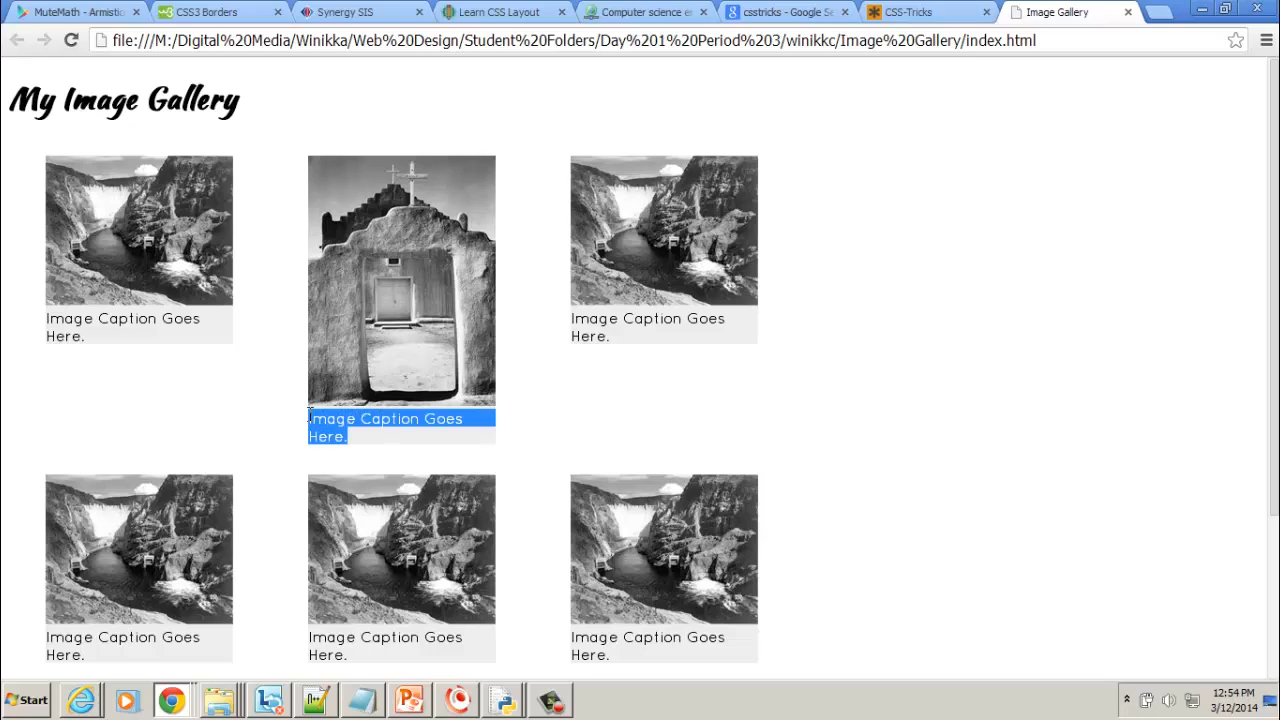 MuteMath - Armistic
CSS3 Borders
Synergy SIS
Learn CSS Layout
Computer science e
csstricks - Google Se
CSS-Tricks
Image Gallery
file:///M:/Digital%20Media/Winikka/Web%20Design/Student%20Folders/Day%201%20Period%203/winikkc/Image%20Gallery/index.html
My Image Gallery
Image Caption Goes
Here.
Image Caption Goes
Here.
Image Caption Goes
Here.
Image Caption Goes
Here.
Image Caption Goes
Here.
Image Caption Goes
Here.
Start
12:54 PM
3/12/2014